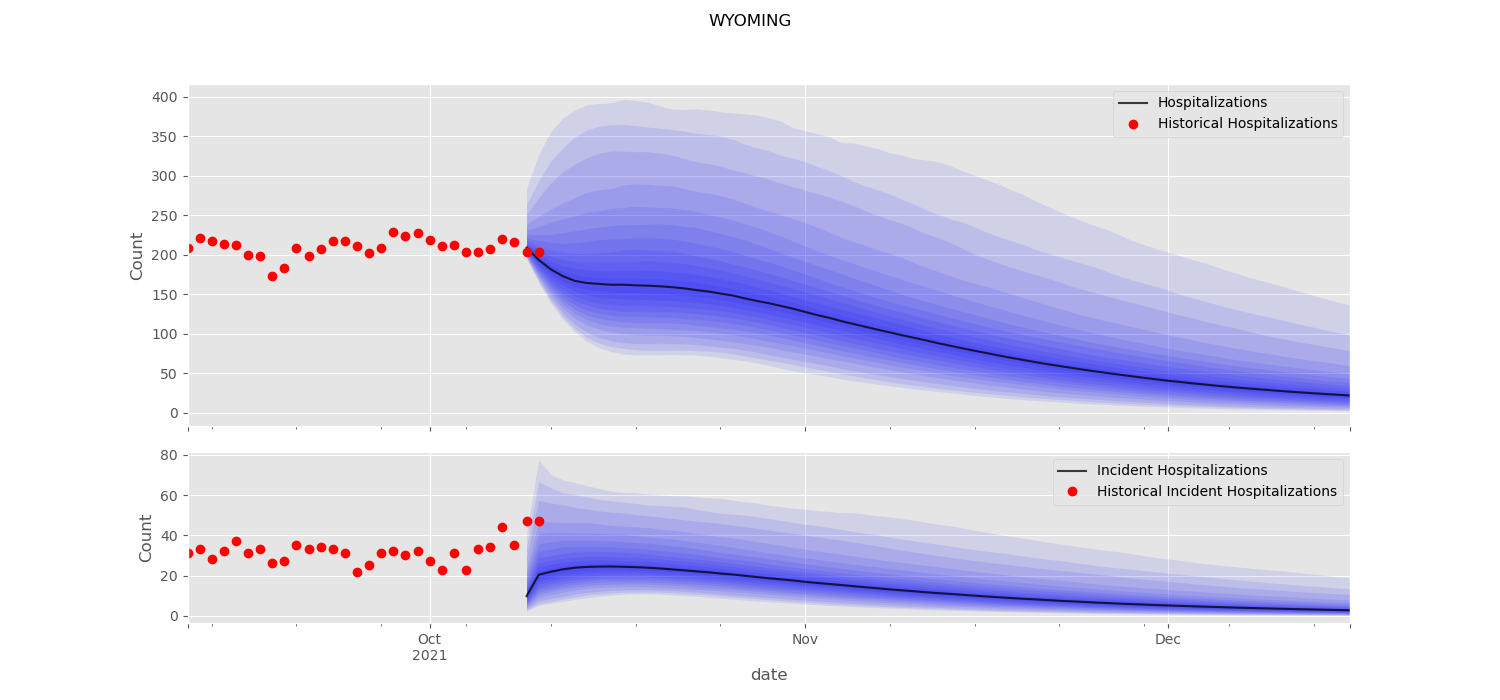 WYOMING
400
350
300
250
200
150
100
50
0
Count
Hospitalizations
Historical Hospitalizations
80
60
40
20
0
Count
Incident Hospitalizations
Historical Incident Hospitalizations
Oct
2021
Nov
Dec
date